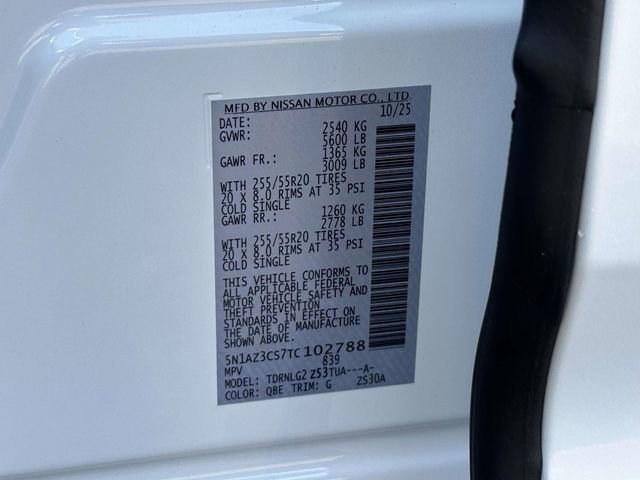 MFD BY NISSAN MOTOR CO., LTD.
DATE: 10/25
GVWR: 2540 KG
5600 LB
GAWR FR.: 1365 KG
3009 LB
WITH 255/55R20 TIRES
20 X 8.0 RIMS AT 35 PSI
COLD SINGLE
GAWR RR.: 1260 KG
2778 LB
WITH 255/55R20 TIRES
20 X 8.0 RIMS AT 35 PSI
COLD SINGLE
THIS VEHICLE CONFORMS TO
ALL APPLICABLE FEDERAL
MOTOR VEHICLE SAFETY AND
THEFT PREVENTION
STANDARDS IN EFFECT ON
THE DATE OF MANUFACTURE
SHOWN ABOVE.
5N1AZ3CS7TC102788
MPV 839
MODEL: TDRNLG2 Z53TUA---A-
COLOR: QBE TRIM: G ZS30A